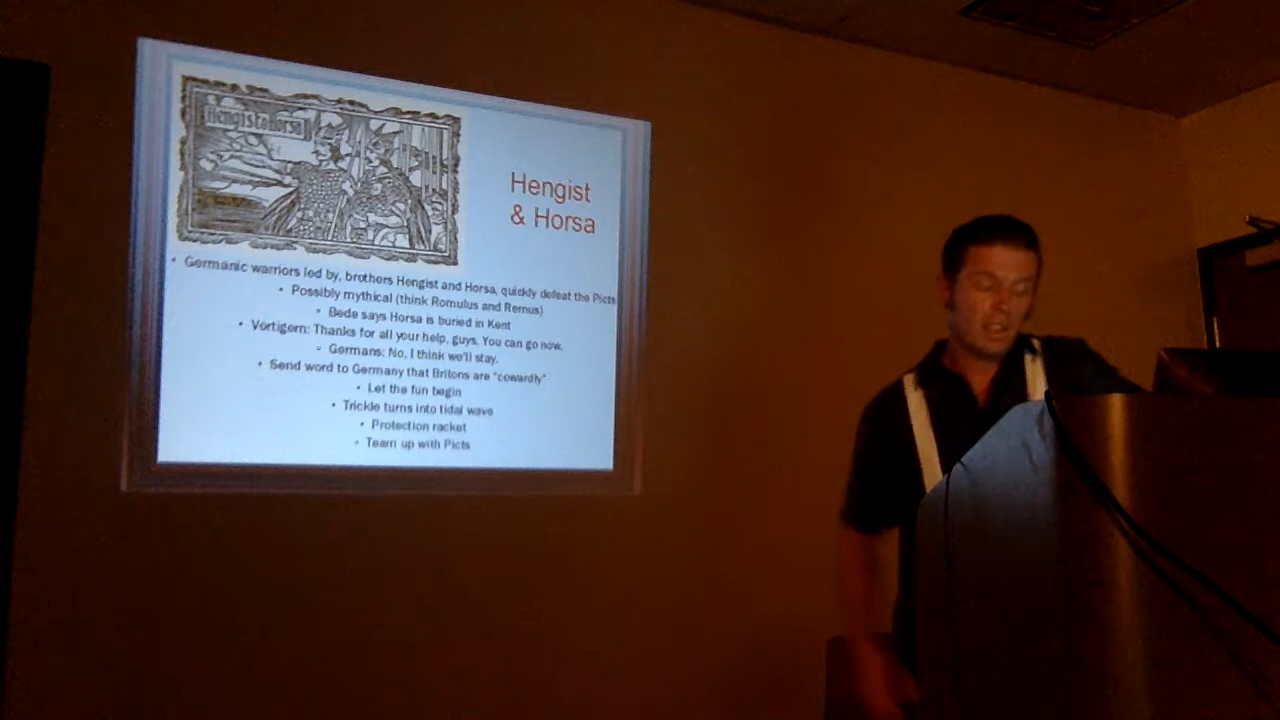 Hengist & Horsa
Hengist
& Horsa
• Germanic warriors led by, brothers Hengist and Horsa, quickly defeat the Picts
• Possibly mythical (think Romulus and Remus)
• Bede says Horsa is buried in Kent
• Vortigern: Thanks for all your help, guys. You can go now.
• Germans: No, I think we'll stay.
• Send word to Germany that Britons are "cowardly"
• Let the fun begin
• Trickle turns into tidal wave
• Protection racket
• Team up with Picts